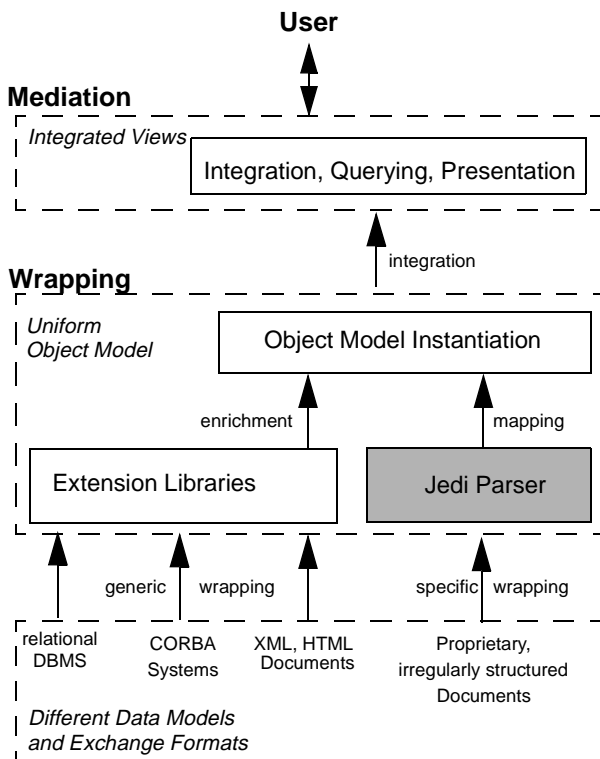 User
Mediation
Integrated Views
Integration, Querying, Presentation
integration
Wrapping
Uniform
Object Model
Object Model Instantiation
enrichment
mapping
Extension Libraries
Jedi Parser
generic
wrapping
specific
wrapping
relational
DBMS
CORBA
Systems
XML, HTML
Documents
Proprietary,
irregularly structured
Documents
Different Data Models
and Exchange Formats